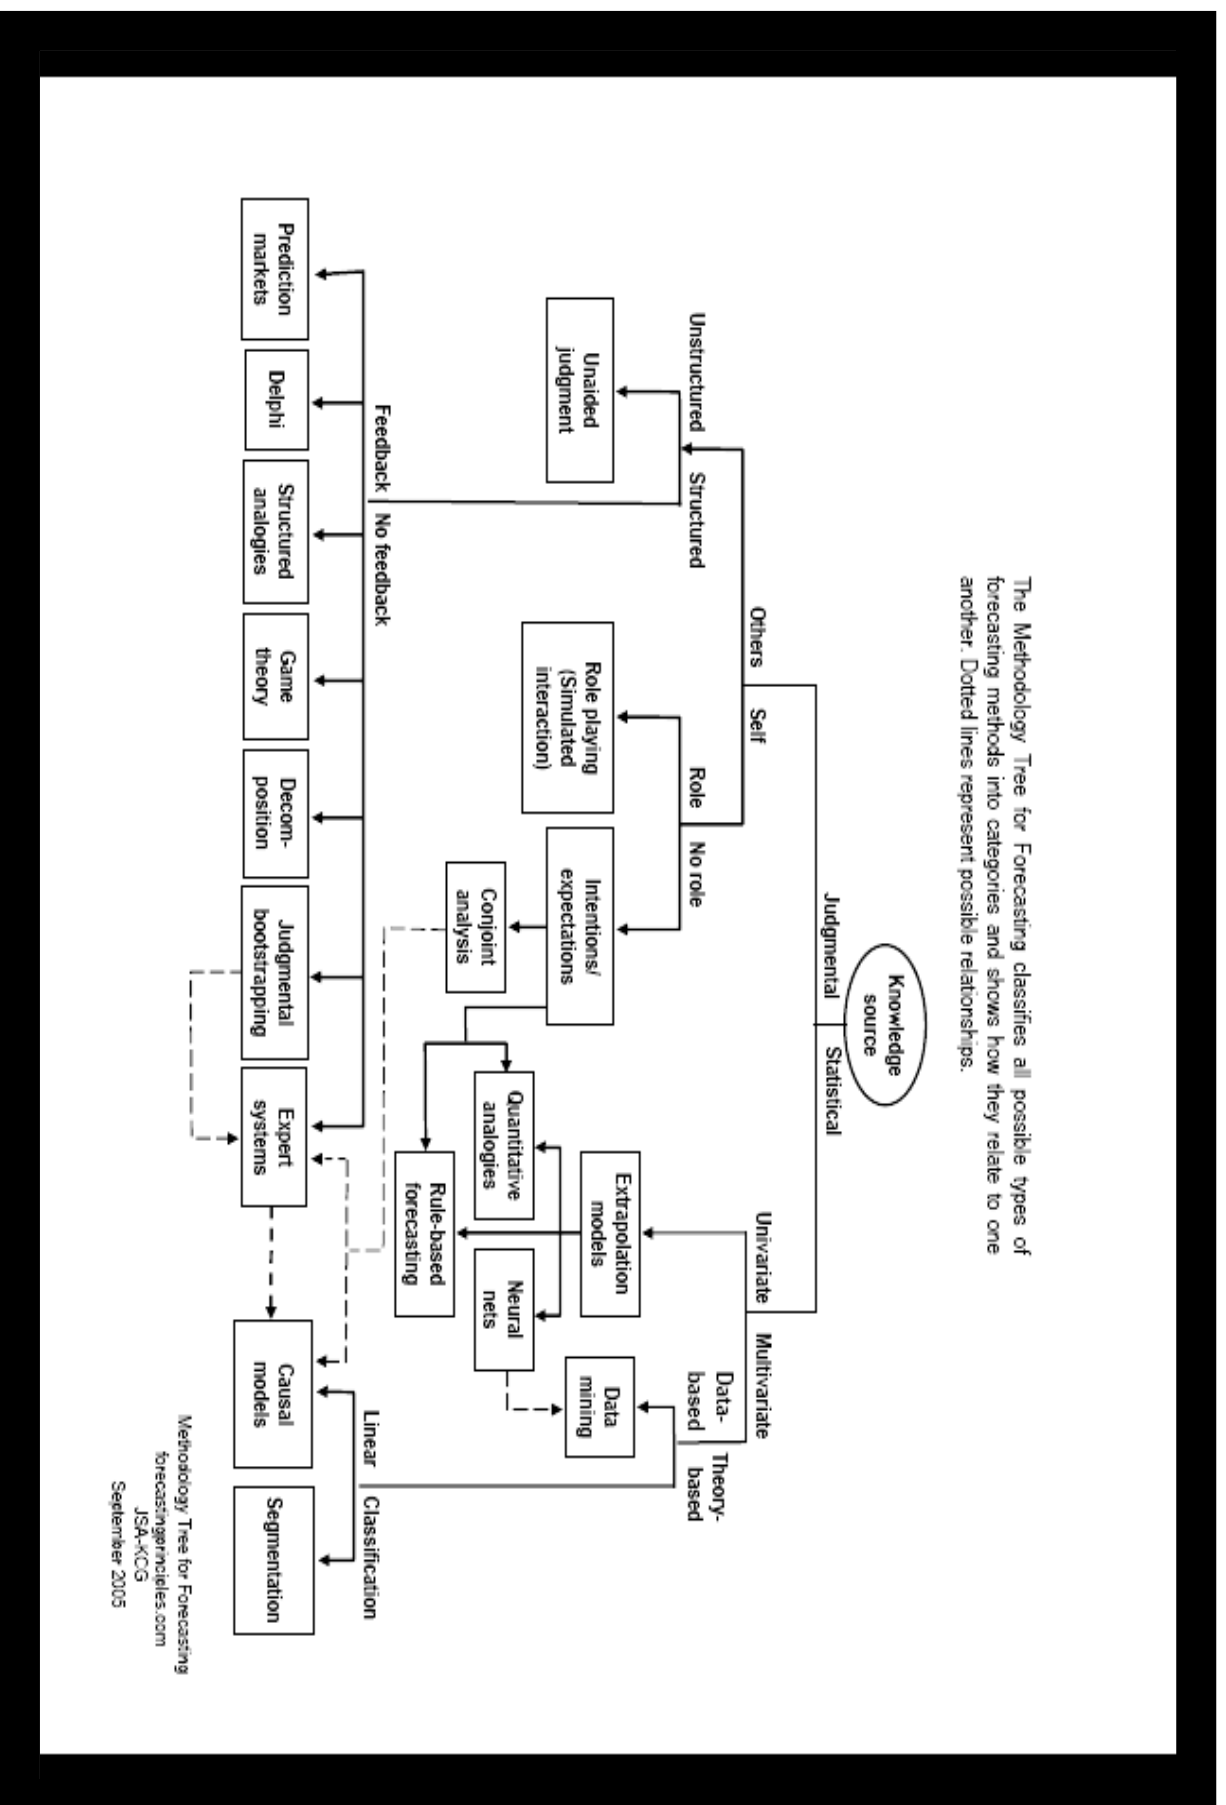 The Methodology Tree for Forecasting classifies all possible types of
forecasting methods into categories and shows how they relate to one
another. Dotted lines represent possible relationships.
Knowledge
source
Judgmental
Statistical
Others
Self
Univariate
Multivariate
Unstructured
Structured
Role
No role
Data-
based
Theory-
based
Unaided
judgment
Role playing
(Simulated
interaction)
Intentions/
expectations
Extrapolation
models
Data
mining
Conjoint
analysis
Quantitative
analogies
Neural
nets
Rule-based
forecasting
Feedback
No feedback
Linear
Classification
Prediction
markets
Delphi
Structured
analogies
Game
theory
Decom-
position
Judgmental
bootstrapping
Expert
systems
Causal
models
Segmentation
Methodology Tree for Forecasting
forecastingprinciples.com
JSA-KCG
September 2005